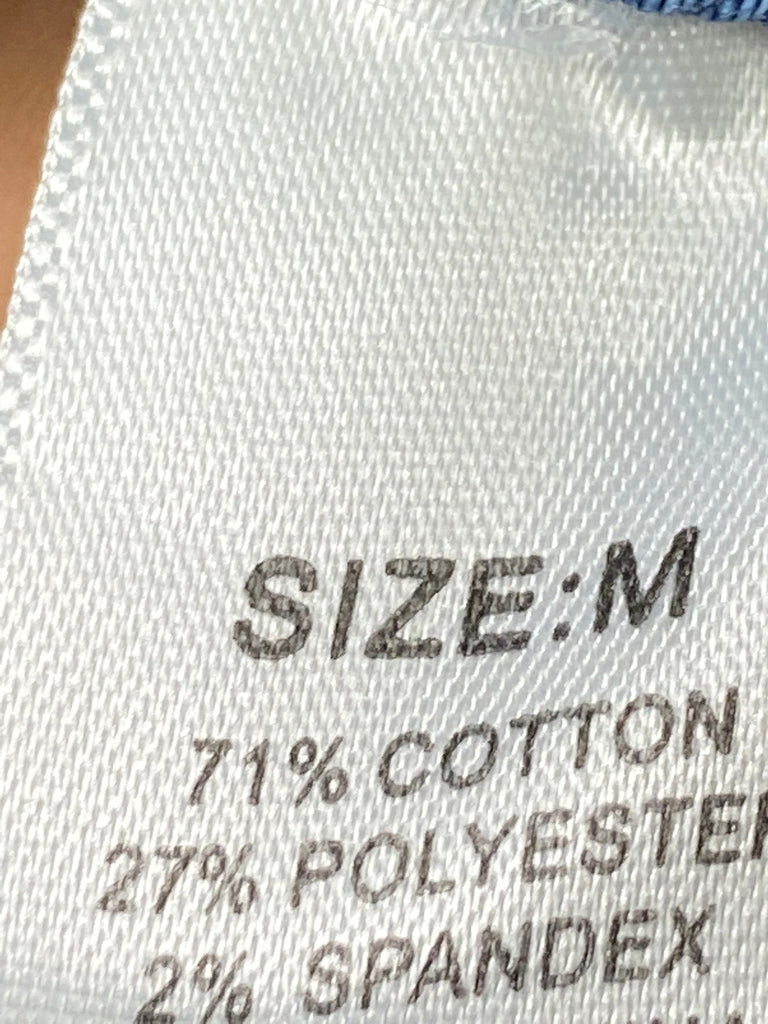 SIZE:M
71% COTTON
27% POLYESTER
2% SPANDEX